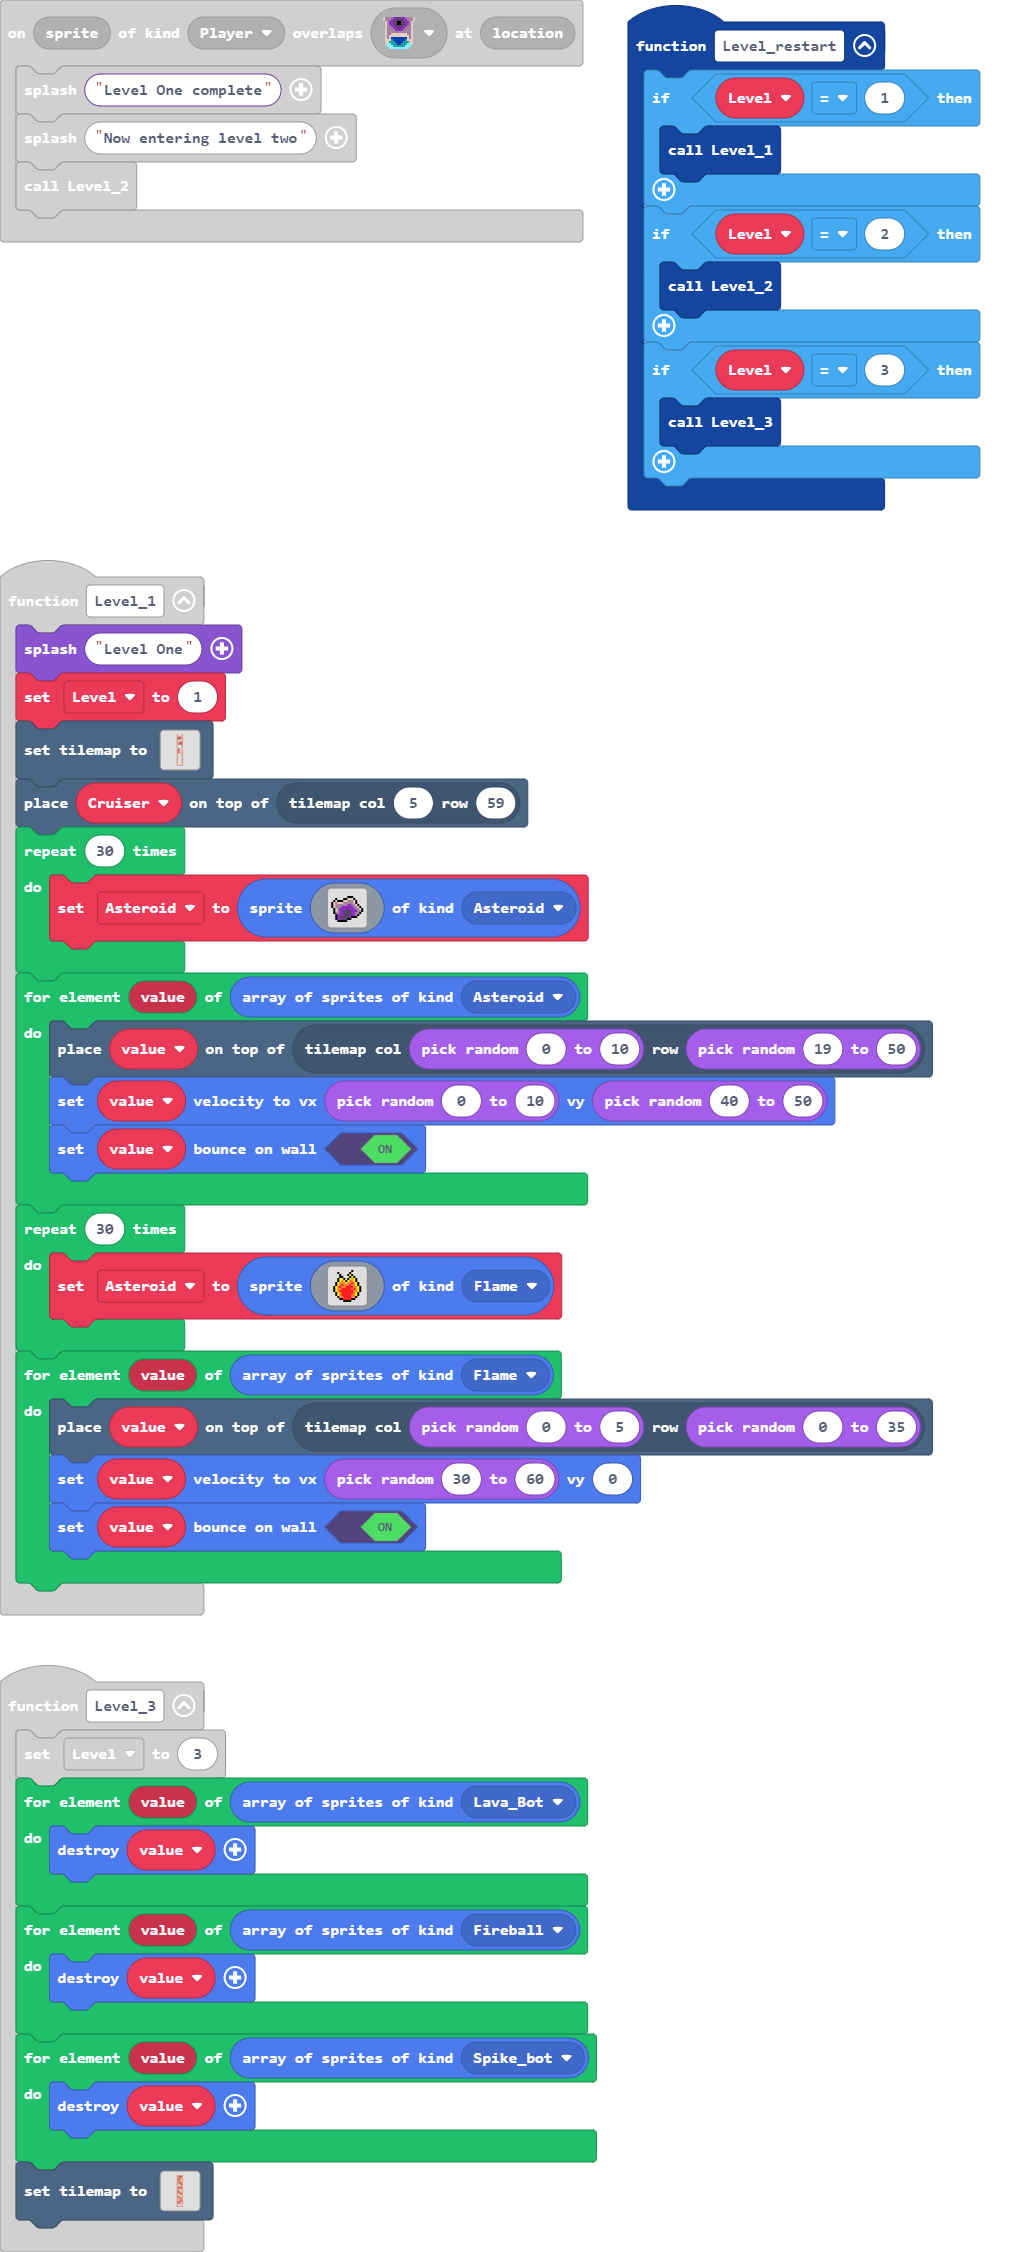 on sprite of kind Player overlaps at location
splash "Level One complete"
splash "Now entering level two"
call Level_2
function Level_restart
if Level = 1 then
call Level_1
if Level = 2 then
call Level_2
if Level = 3 then
call Level_3
function Level_1
splash "Level One"
set Level to 1
set tilemap to
place Cruiser on top of tilemap col 5 row 59
repeat 30 times
do
set Asteroid to sprite of kind Asteroid
for element value of array of sprites of kind Asteroid
do
place value on top of tilemap col pick random 0 to 10 row pick random 19 to 50
set value velocity to vx pick random 0 to 10 vy pick random 40 to 50
set value bounce on wall ON
repeat 30 times
do
set Asteroid to sprite of kind Flame
for element value of array of sprites of kind Flame
do
place value on top of tilemap col pick random 0 to 5 row pick random 0 to 35
set value velocity to vx pick random 30 to 60 vy 0
set value bounce on wall ON
function Level_3
set Level to 3
for element value of array of sprites of kind Lava_Bot
do
destroy value
for element value of array of sprites of kind Fireball
do
destroy value
for element value of array of sprites of kind Spike_bot
do
destroy value
set tilemap to